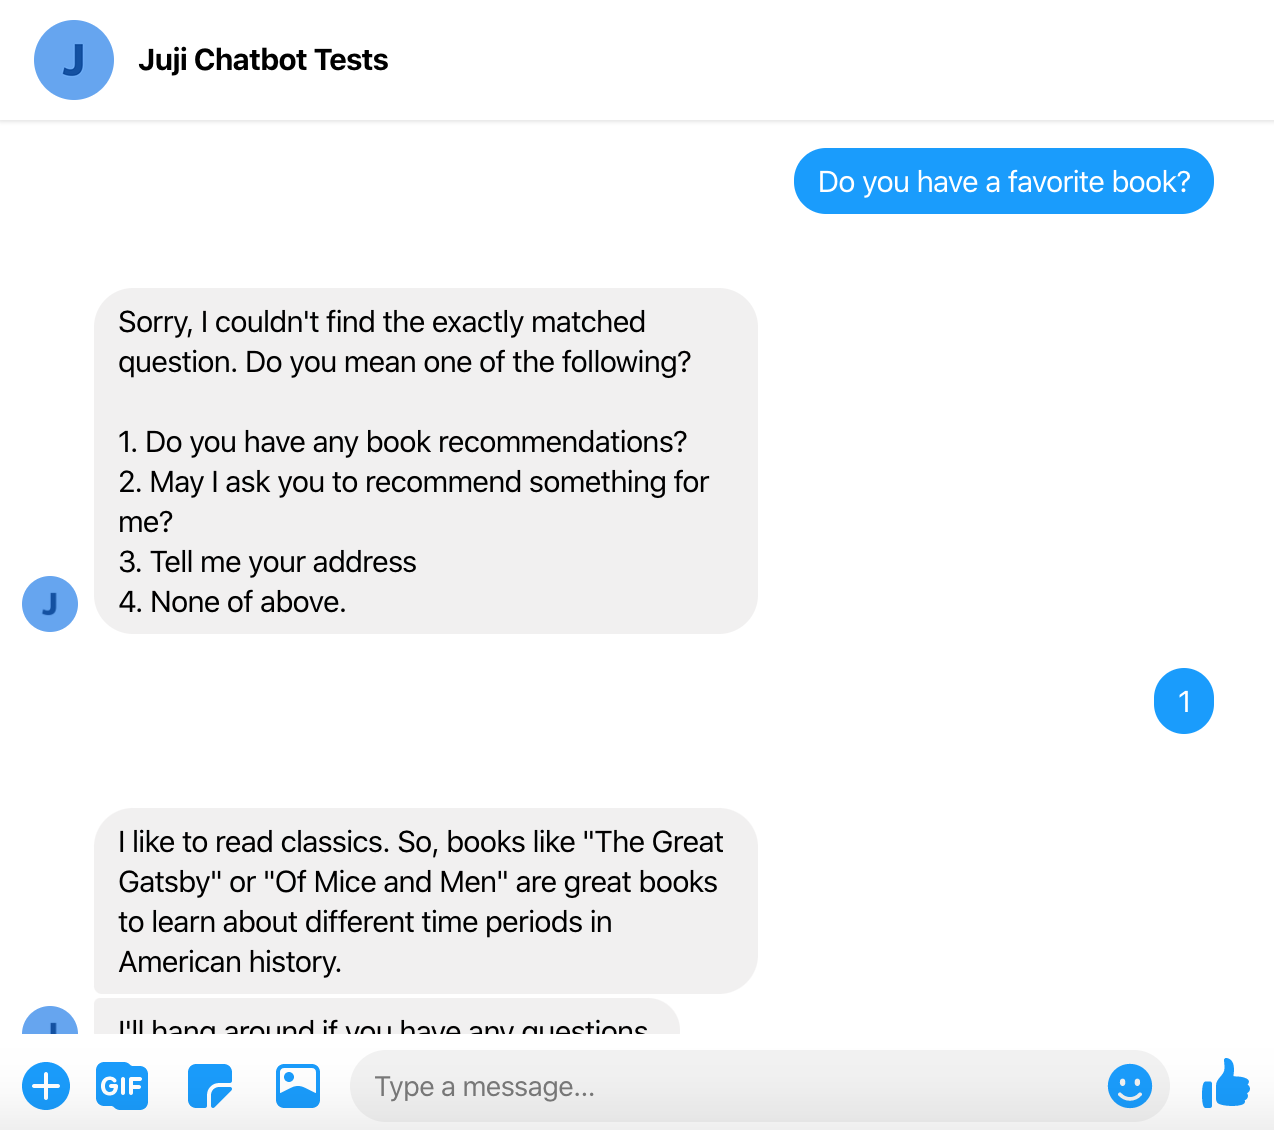 J
Juji Chatbot Tests
Do you have a favorite book?
Sorry, I couldn't find the exactly matched
question. Do you mean one of the following?
1. Do you have any book recommendations?
2. May I ask you to recommend something for
me?
3. Tell me your address
4. None of above.
J
1
I like to read classics. So, books like "The Great
Gatsby" or "Of Mice and Men" are great books
to learn about different time periods in
American history.
J
I'll hang around if you have any questions
GIF
Type a message...